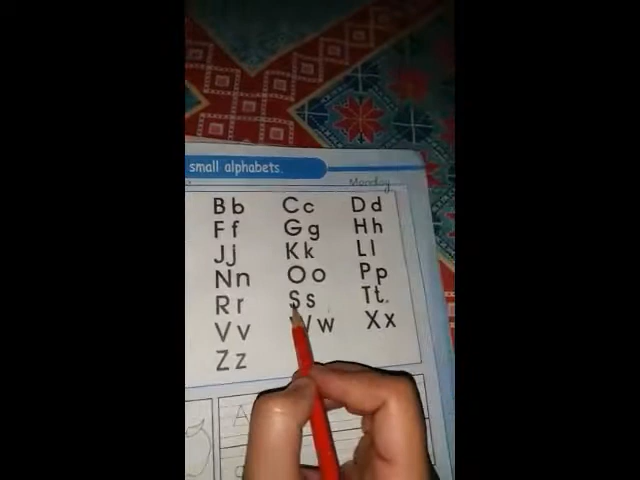 small alphabets.
Monday
Bb Cc Dd
Ff Gg Hh
Jj Kk Ll
Nn Oo Pp
Rr Ss Tt
Vv w Xx
Zz
A